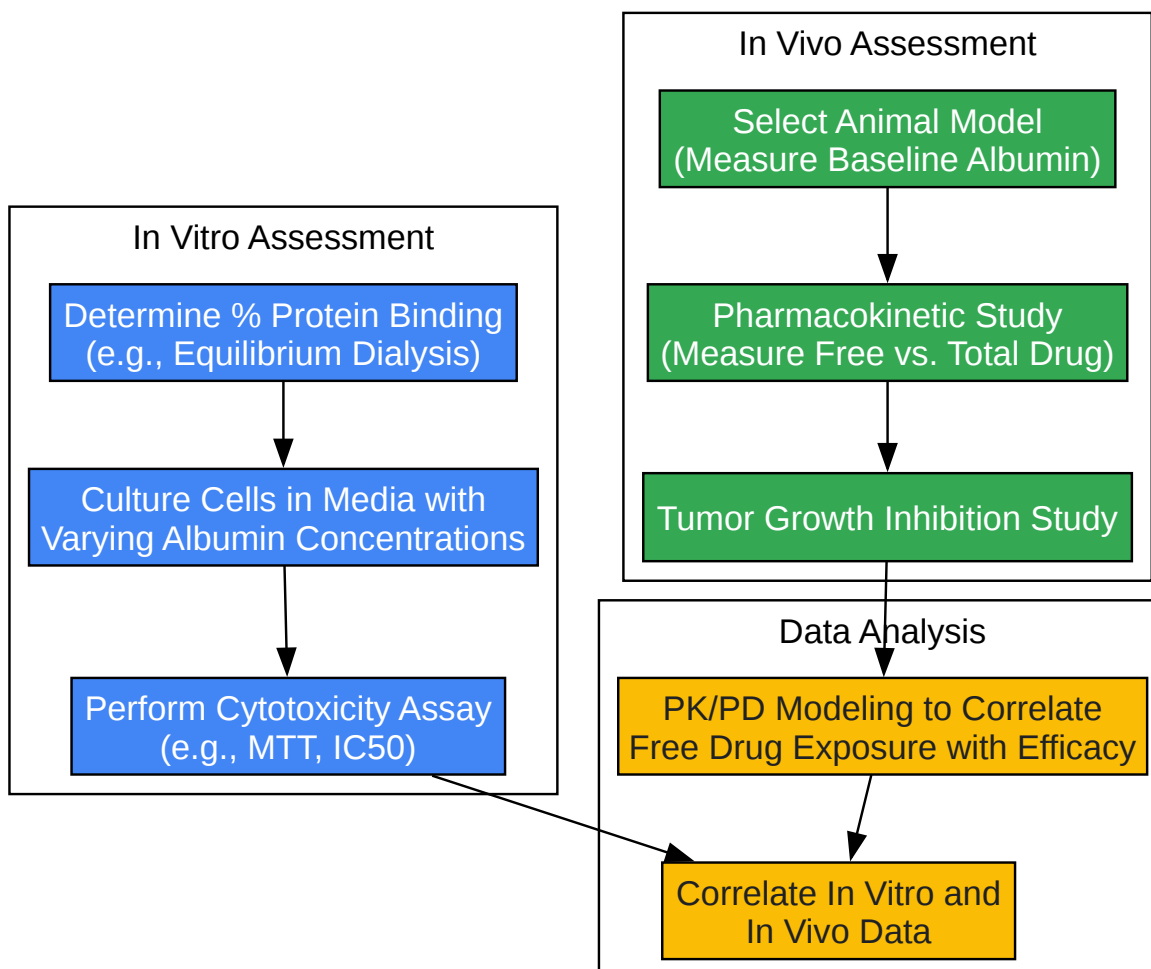 In Vitro Assessment
Determine % Protein Binding
(e.g., Equilibrium Dialysis)
Culture Cells in Media with
Varying Albumin Concentrations
Perform Cytotoxicity Assay
(e.g., MTT, IC50)
In Vivo Assessment
Select Animal Model
(Measure Baseline Albumin)
Pharmacokinetic Study
(Measure Free vs. Total Drug)
Tumor Growth Inhibition Study
Data Analysis
PK/PD Modeling to Correlate
Free Drug Exposure with Efficacy
Correlate In Vitro and
In Vivo Data